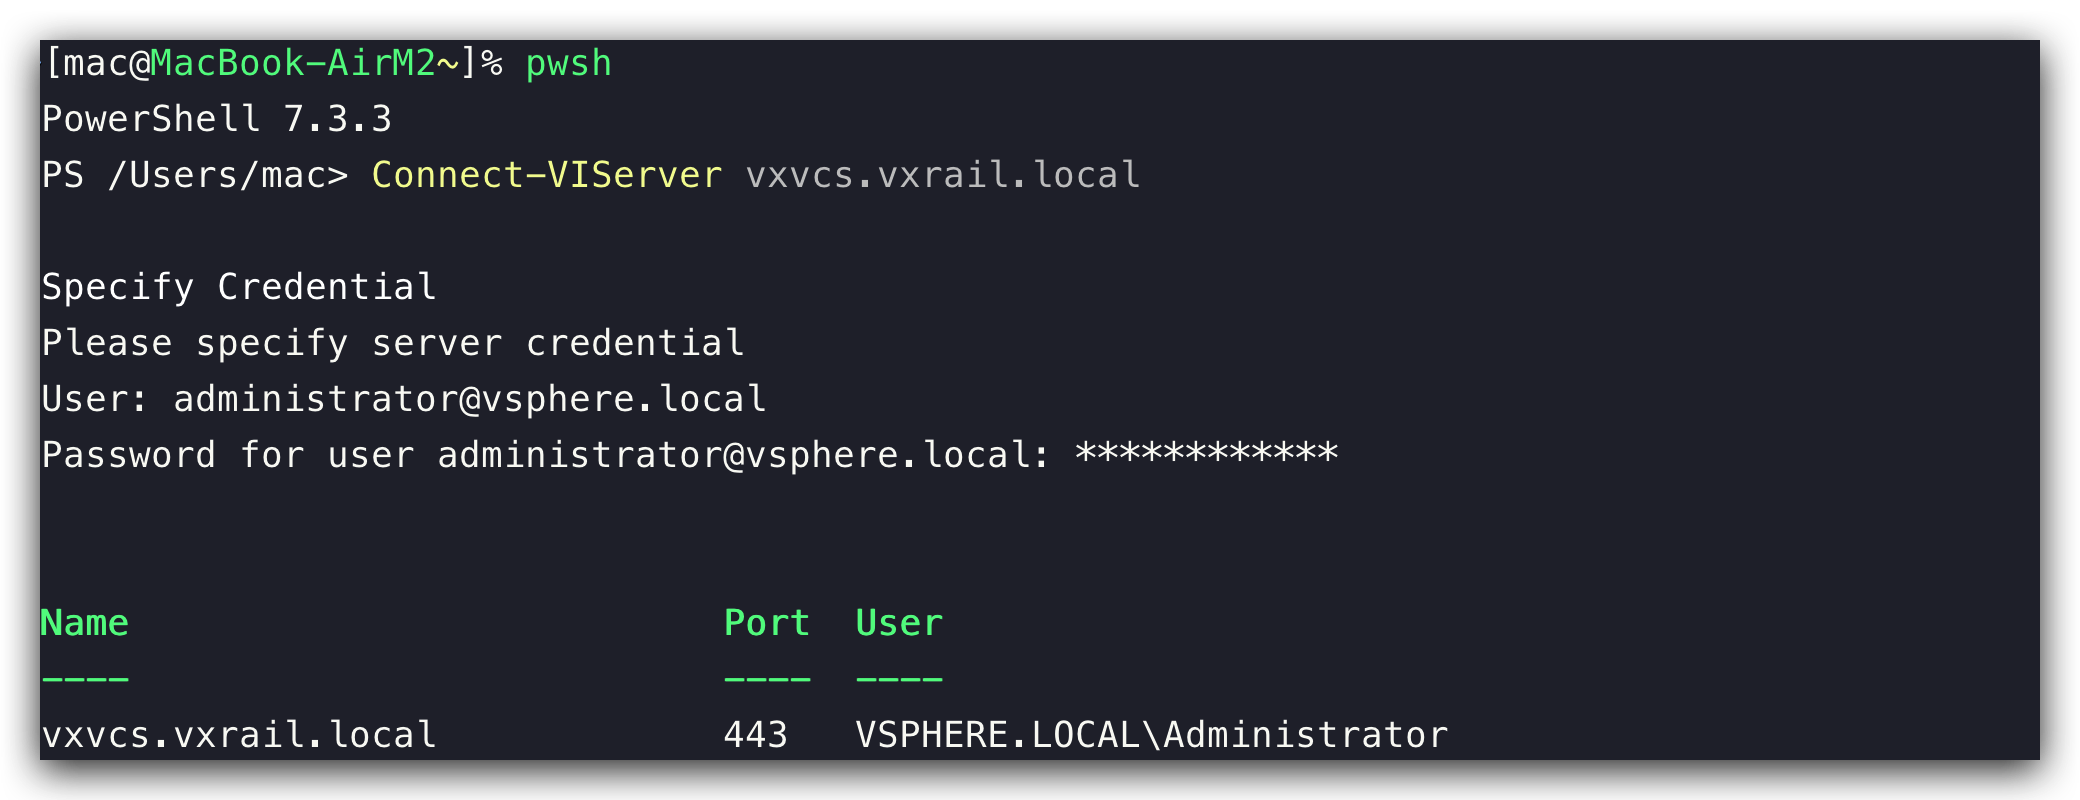 [mac@MacBook-AirM2~]% pwsh
PowerShell 7.3.3
PS /Users/mac> Connect-VIServer vxvcs.vxrail.local
Specify Credential
Please specify server credential
User: administrator@vsphere.local
Password for user administrator@vsphere.local: ************
Name Port User
---- ---- ----
vxvcs.vxrail.local 443 VSPHERE.LOCAL\Administrator